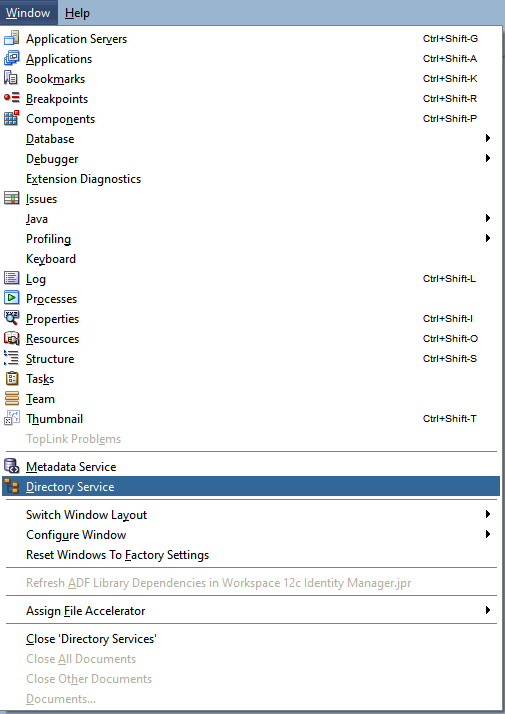 Window Help
Application Servers Ctrl+Shift-G
Applications Ctrl+Shift-A
Bookmarks Ctrl+Shift-K
Breakpoints Ctrl+Shift-R
Components Ctrl+Shift-P
Database
Debugger
Extension Diagnostics
Issues
Java
Profiling
Keyboard
Log Ctrl+Shift-L
Processes
Properties Ctrl+Shift-I
Resources Ctrl+Shift-O
Structure Ctrl+Shift-S
Tasks
Team
Thumbnail Ctrl+Shift-T
TopLink Problems
Metadata Service
Directory Service
Switch Window Layout
Configure Window
Reset Windows To Factory Settings
Refresh ADF Library Dependencies in Workspace 12c Identity Manager.jpr
Assign File Accelerator
Close 'Directory Services'
Close All Documents
Close Other Documents
Documents...